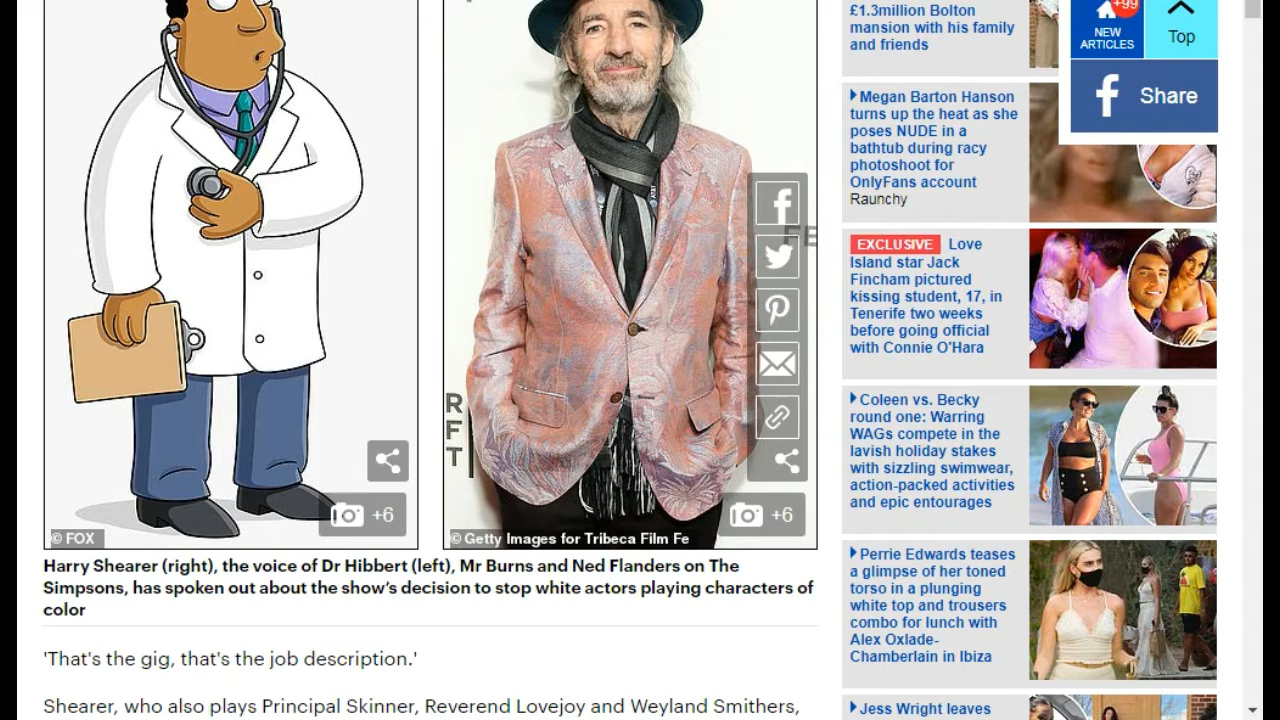 © FOX
+6
R
F
T
FE
+6
© Getty Images for Tribeca Film Fe
Harry Shearer (right), the voice of Dr Hibbert (left), Mr Burns and Ned Flanders on The
Simpsons, has spoken out about the show's decision to stop white actors playing characters of
color
'That's the gig, that's the job description.'
Shearer, who also plays Principal Skinner, Reverend Lovejoy and Weyland Smithers,
£1.3million Bolton
mansion with his family
and friends
Megan Barton Hanson
turns up the heat as she
poses NUDE in a
bathtub during racy
photoshoot for
OnlyFans account
Raunchy
EXCLUSIVE Love
Island star Jack
Fincham pictured
kissing student, 17, in
Tenerife two weeks
before going official
with Connie O'Hara
Coleen vs. Becky
round one: Warring
WAGs compete in the
lavish holiday stakes
with sizzling swimwear,
action-packed activities
and epic entourages
Perrie Edwards teases
a glimpse of her toned
torso in a plunging
white top and trousers
combo for lunch with
Alex Oxlade-
Chamberlain in Ibiza
Jess Wright leaves
+99
NEW
ARTICLES
Top
f Share